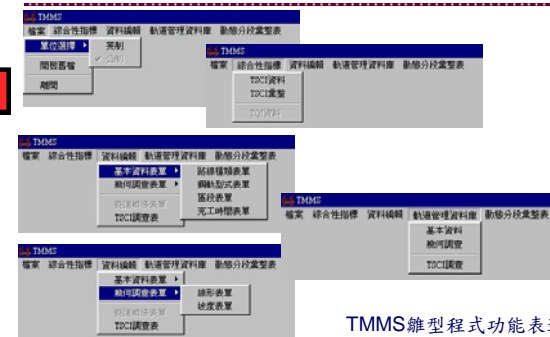 TMMS
檔案 綜合性指標 資料編輯 軌道管理資料庫 動態分段彙整表
單位選擇 英制
公制
開啟舊檔
離開
TMMS
檔案 綜合性指標 資料編輯 軌道管理資料庫 動態分段彙整表
TSCI資料
TSCI彙整
TQI資料
TMMS
檔案 綜合性指標 資料編輯 軌道管理資料庫 動態分段彙整表
基本資料表單 路線種類表單
幾何調查表單 鋼軌型式表單
區段表單
完工時間表單
TSCI調查表
TMMS
檔案 綜合性指標 資料編輯 軌道管理資料庫 動態分段彙整表
基本資料
幾何調查
TSCI調查
TMMS
檔案 綜合性指標 資料編輯 軌道管理資料庫 動態分段彙整表
基本資料表單
幾何調查表單 線形表單
坡度表單
TSCI調查表
TMMS雛型程式功能表